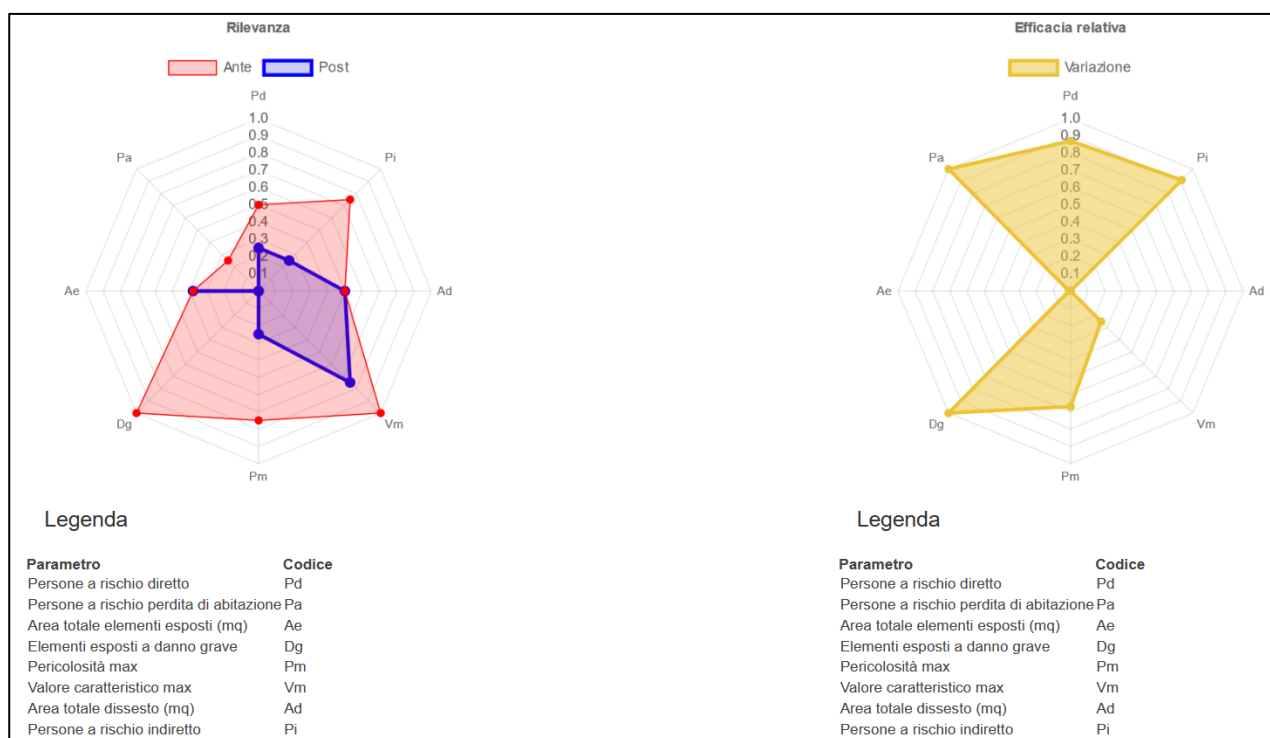 Rilevanza
Ante Post
Pd
1.0
0.9
0.8
0.7
0.6
0.5
0.4
0.3
0.2
0.1
Pi
Ad
Vm
Pm
Dg
Ae
Pa
Legenda
Parametro Codice
Persone a rischio diretto Pd
Persone a rischio perdita di abitazione Pa
Area totale elementi esposti (mq) Ae
Elementi esposti a danno grave Dg
Pericolosità max Pm
Valore caratteristico max Vm
Area totale dissesto (mq) Ad
Persone a rischio indiretto Pi
Efficacia relativa
Variazione
Pd
1.0
0.9
0.8
0.7
0.6
0.5
0.4
0.3
0.2
0.1
Pi
Ad
Vm
Pm
Dg
Ae
Pa
Legenda
Parametro Codice
Persone a rischio diretto Pd
Persone a rischio perdita di abitazione Pa
Area totale elementi esposti (mq) Ae
Elementi esposti a danno grave Dg
Pericolosità max Pm
Valore caratteristico max Vm
Area totale dissesto (mq) Ad
Persone a rischio indiretto Pi